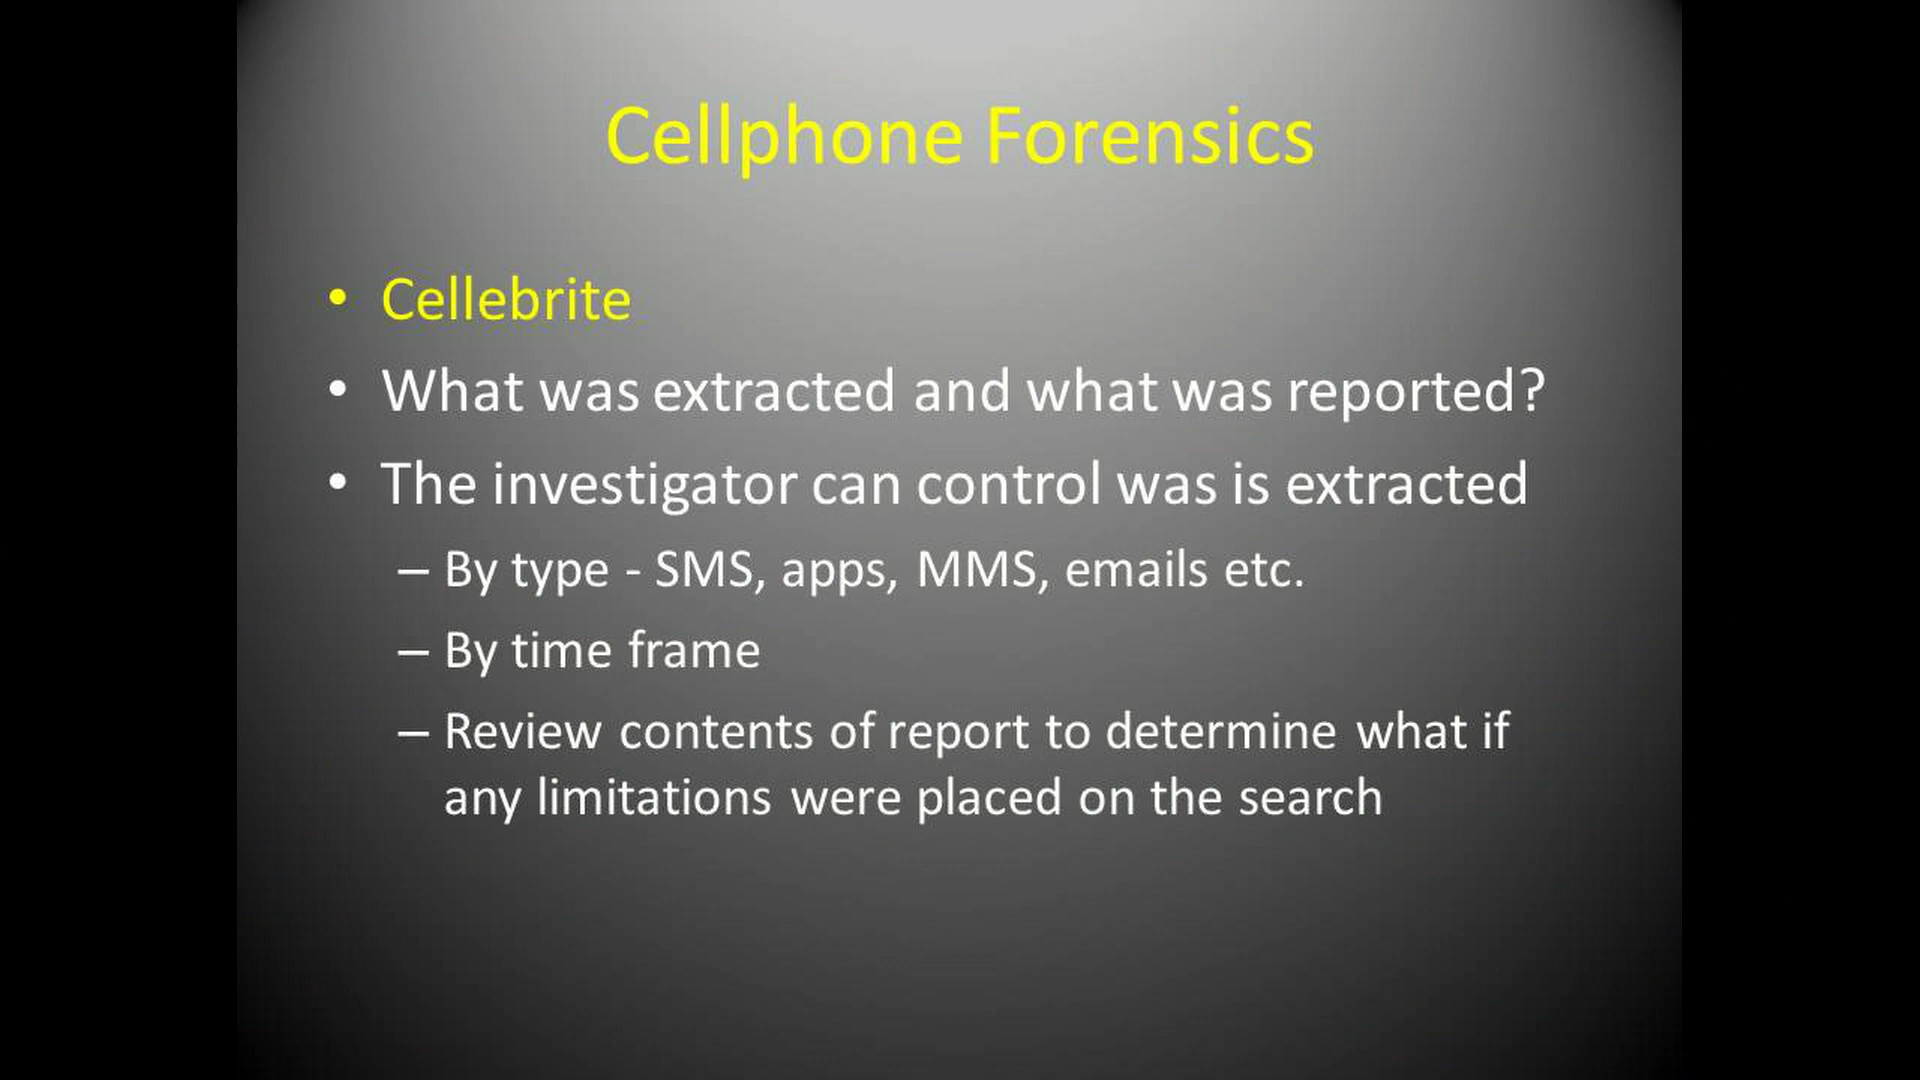 Cellphone Forensics
• Cellebrite
• What was extracted and what was reported?
• The investigator can control was is extracted
– By type - SMS, apps, MMS, emails etc.
– By time frame
– Review contents of report to determine what if
any limitations were placed on the search